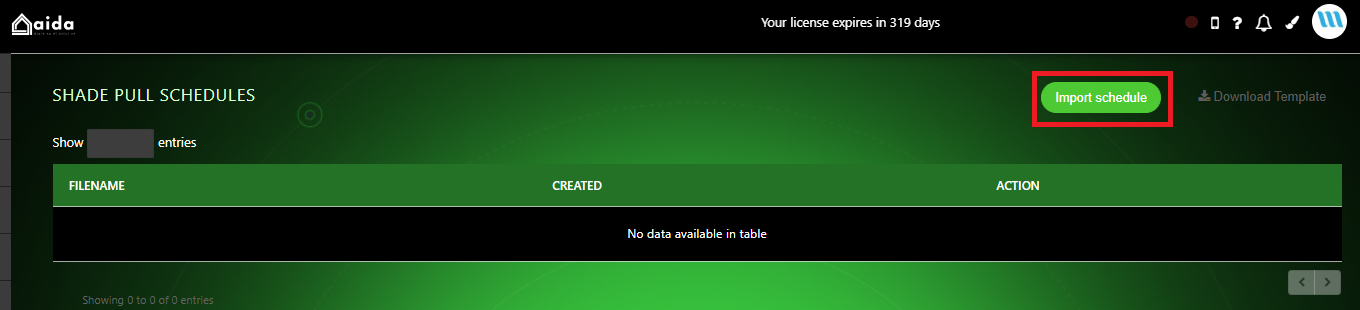 aida
Your license expires in 319 days
SHADE PULL SCHEDULES
Import schedule
Download Template
Show entries
FILENAME CREATED ACTION
No data available in table
Showing 0 to 0 of 0 entries